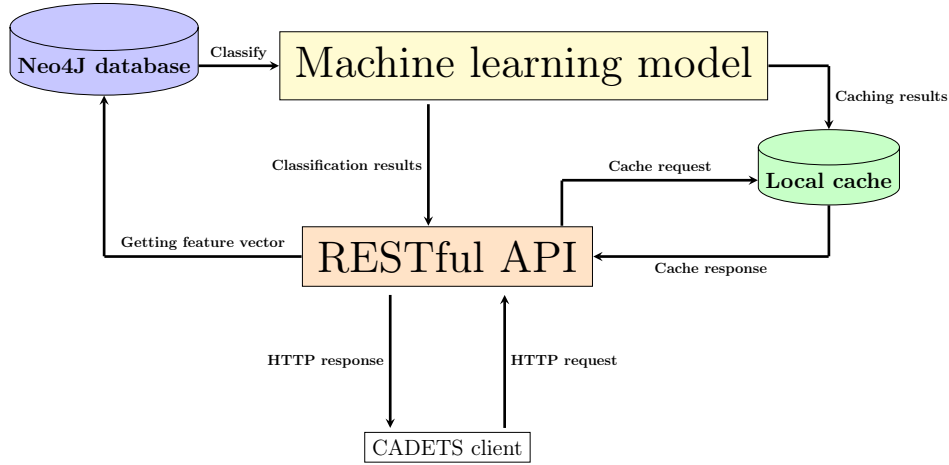 Neo4J database
Classify
Machine learning model
Caching results
Classification results
Cache request
Local cache
Getting feature vector
RESTful API
Cache response
HTTP response
HTTP request
CADETS client